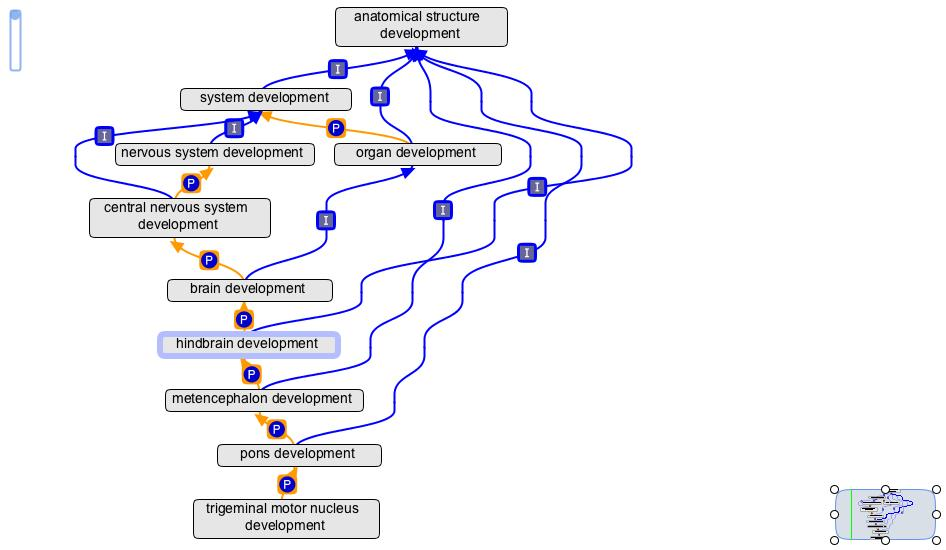 anatomical structure
development
I
system development
I
I
I
P
nervous system development
organ development
P
I
central nervous system
development
I
I
P
I
brain development
P
hindbrain development
P
metencephalon development
P
pons development
P
trigeminal motor nucleus
development